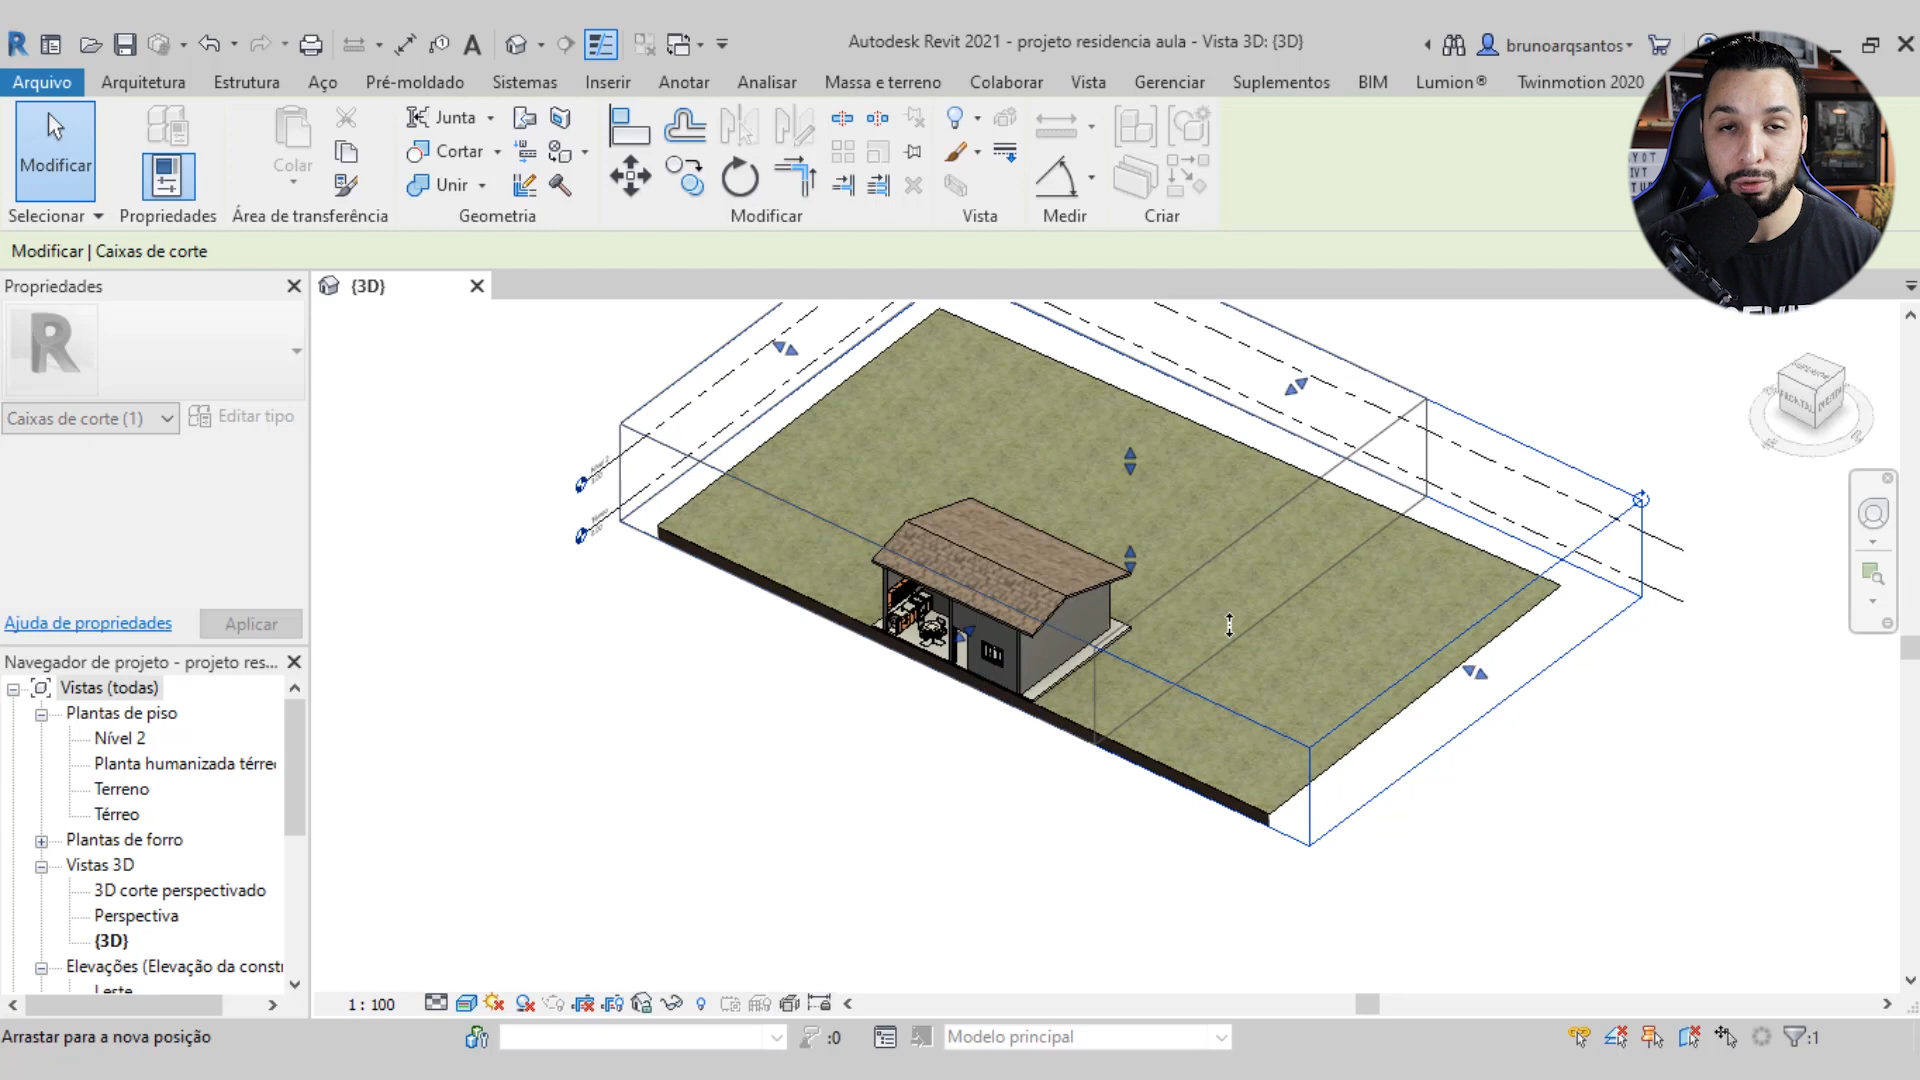 Autodesk Revit 2021 - projeto residencia aula - Vista 3D: {3D}
brunoarqsantos
Arquivo Arquitetura Estrutura Aço Pré-moldado Sistemas Inserir Anotar Analisar Massa e terreno Colaborar Vista Gerenciar Suplementos BIM Lumion® Twinmotion 2020
Modificar
Colar
Junta
Cortar
Unir
Selecionar Propriedades Área de transferência Geometria Modificar Vista Medir Criar
Modificar | Caixas de corte
Propriedades
{3D}
Caixas de corte (1)
Editar tipo
Ajuda de propriedades
Aplicar
Navegador de projeto - projeto res...
Vistas (todas)
Plantas de piso
Nível 2
Planta humanizada térre
Terreno
Térreo
Plantas de forro
Vistas 3D
3D corte perspectivado
Perspectiva
{3D}
Elevações (Elevação da constr
Leste
Nível 2
FRONTAL
1 : 100
Arrastar para a nova posição
:0
Modelo principal
:1